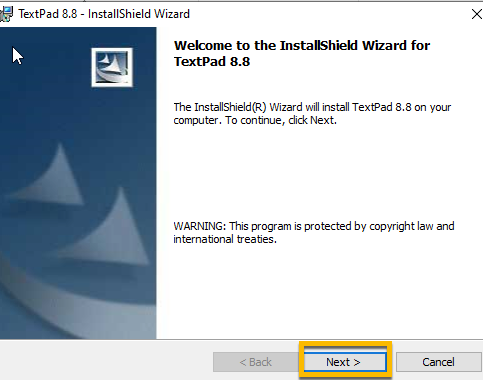 TextPad 8.8 - InstallShield Wizard
Welcome to the InstallShield Wizard for
TextPad 8.8
The InstallShield(R) Wizard will install TextPad 8.8 on your
computer. To continue, click Next.
WARNING: This program is protected by copyright law and
international treaties.
< Back Next > Cancel